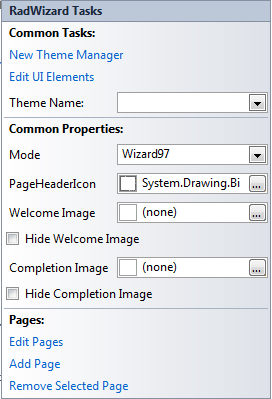 RadWizard Tasks
Common Tasks:
New Theme Manager
Edit UI Elements
Theme Name:
Common Properties:
Mode Wizard97
PageHeaderIcon System.Drawing.Bi ...
Welcome Image (none) ...
Hide Welcome Image
Completion Image (none) ...
Hide Completion Image
Pages:
Edit Pages
Add Page
Remove Selected Page